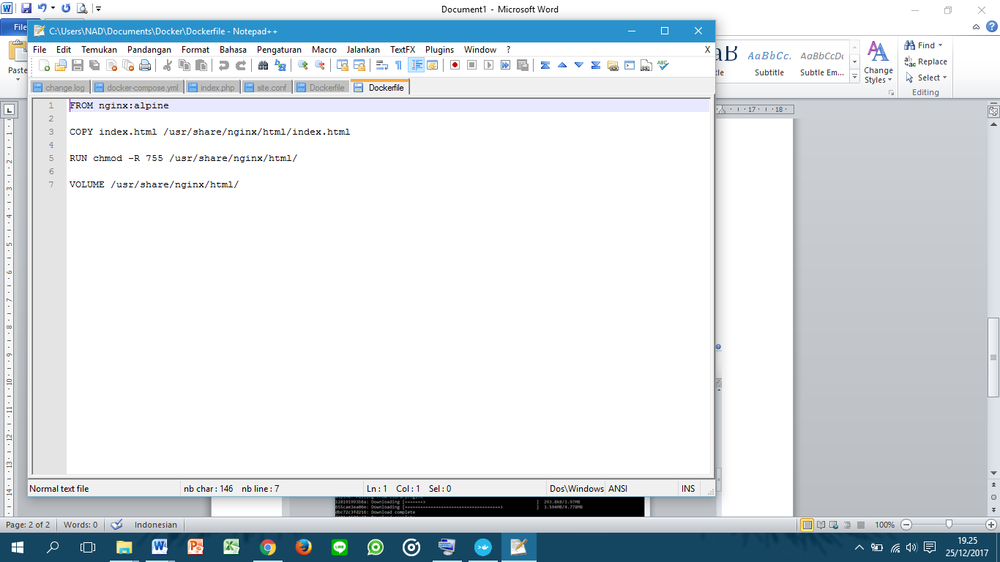 Document1 - Microsoft Word
File
C:\Users\NAD\Documents\Docker\Dockerfile - Notepad++
File Edit Temukan Pandangan Format Bahasa Pengaturan Macro Jalankan TextFX Plugins Window ? X
Paste
change.log docker-compose.yml index.php site.conf Dockerfile Dockerfile
AaBbCc. AaBbCcDc
Subtitle Subtle Em...
Change
Styles
Find
Replace
Select
Editing
1 FROM nginx:alpine
2
3 COPY index.html /usr/share/nginx/html/index.html
4
5 RUN chmod -R 755 /usr/share/nginx/html/
6
7 VOLUME /usr/share/nginx/html/
17 18
Normal text file nb char : 146 nb line : 7 Ln : 1 Col : 1 Sel : 0 Dos\Windows ANSI INS
128191993b8a: Downloading [=======> ] 293.8kB/1.97MB
655cae3ea06e: Downloading [=====================================> ] 3.594MB/4.778MB
dbc72c3fd216: Download complete
Page: 2 of 2 Words: 0 Indonesian 100%
19.25
25/12/2017